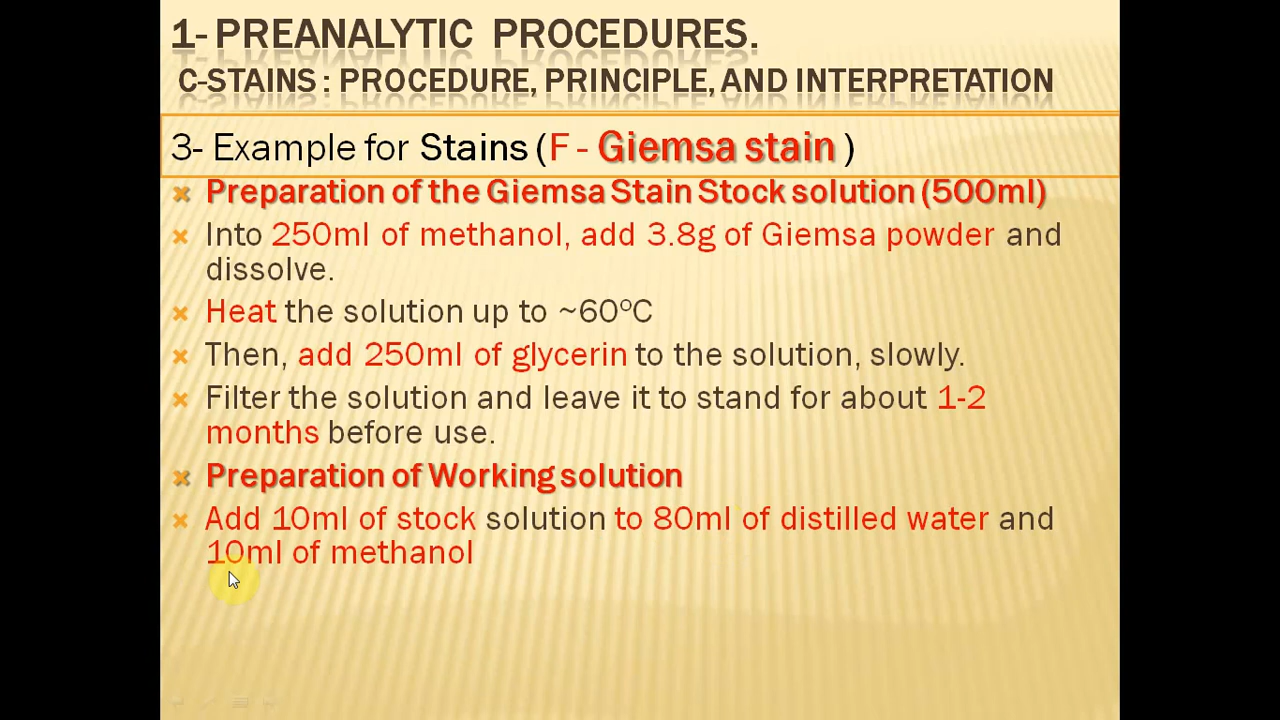 1- PREANALYTIC PROCEDURES.
C-STAINS : PROCEDURE, PRINCIPLE, AND INTERPRETATION
3- Example for Stains (F - Giemsa stain )
Preparation of the Giemsa Stain Stock solution (500ml)
Into 250ml of methanol, add 3.8g of Giemsa powder and
dissolve.
Heat the solution up to ~60ºC
Then, add 250ml of glycerin to the solution, slowly.
Filter the solution and leave it to stand for about 1-2
months before use.
Preparation of Working solution
Add 10ml of stock solution to 80ml of distilled water and
10ml of methanol